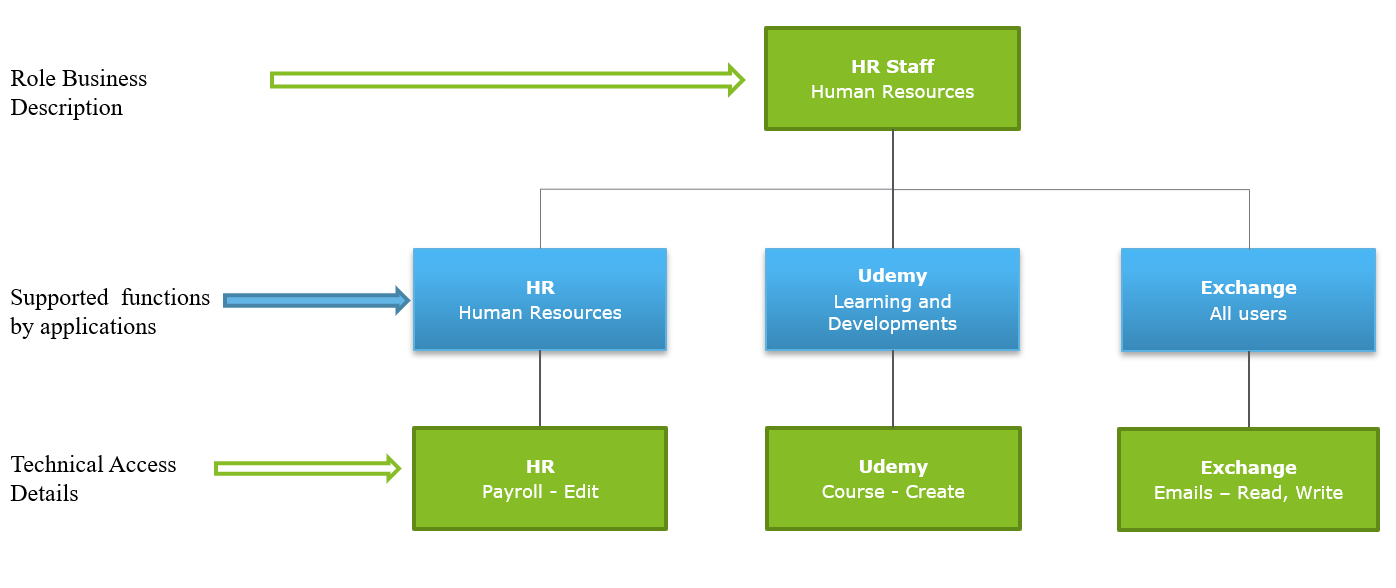 Role Business
Description
HR Staff
Human Resources
Supported functions
by applications
HR
Human Resources
Udemy
Learning and
Developments
Exchange
All users
Technical Access
Details
HR
Payroll - Edit
Udemy
Course - Create
Exchange
Emails – Read, Write